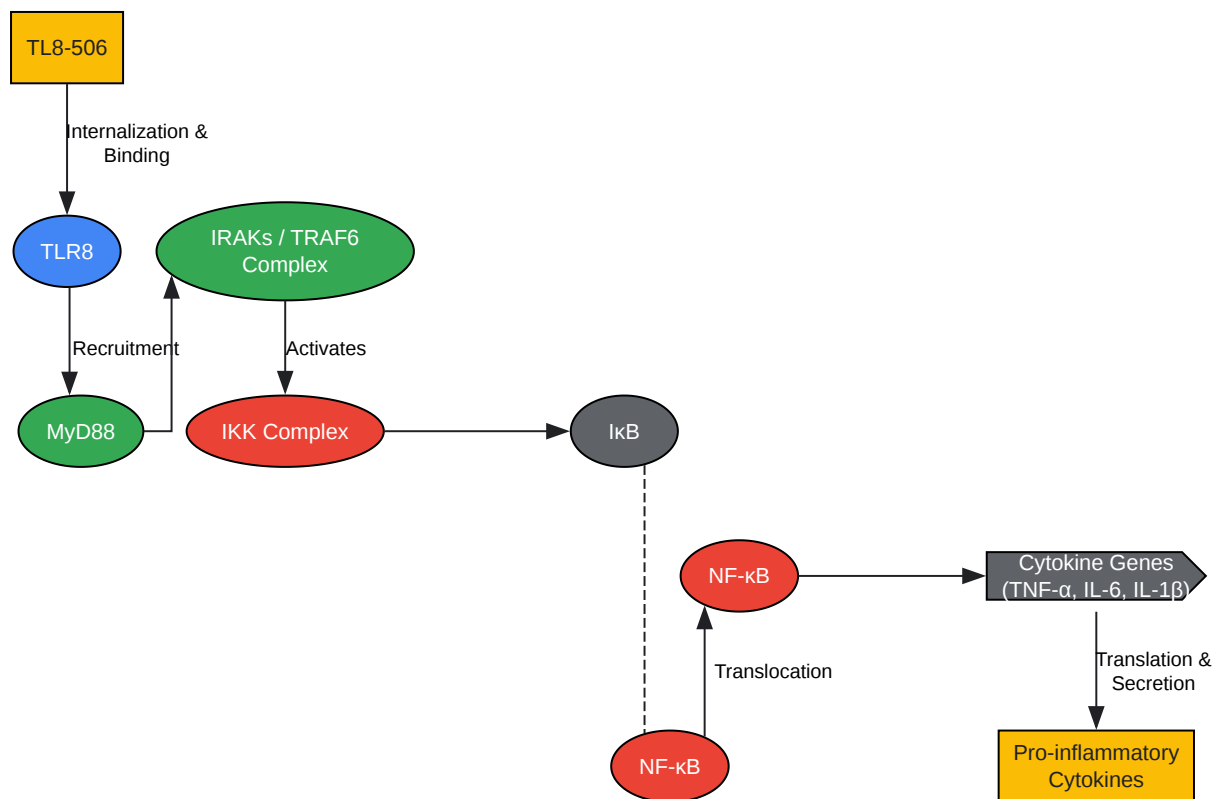 TL8-506
Internalization &
Binding
TLR8
IRAKs / TRAF6
Complex
Recruitment
Activates
MyD88
IKK Complex
IκB
NF-κB
Cytokine Genes
(TNF-α, IL-6, IL-1β)
Translocation
Translation &
Secretion
NF-κB
Pro-inflammatory
Cytokines